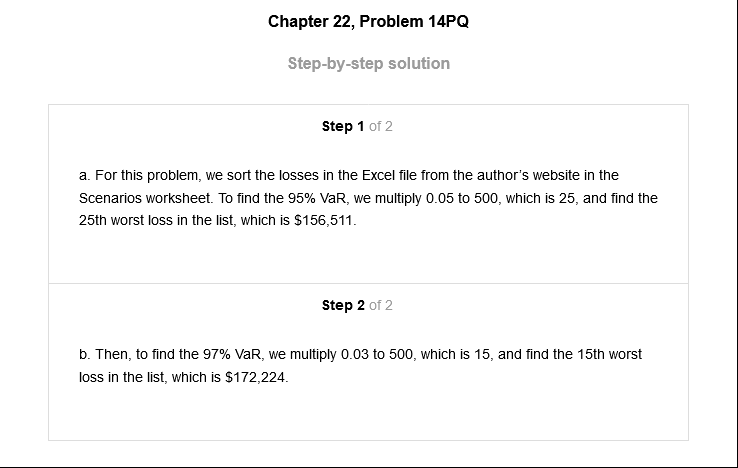 Chapter 22, Problem 14PQ
Step-by-step solution
Step 1 of 2
a. For this problem, we sort the losses in the Excel file from the author's website in the
Scenarios worksheet. To find the 95% VaR, we multiply 0.05 to 500, which is 25, and find the
25th worst loss in the list, which is $156,511.
Step 2 of 2
b. Then, to find the 97% VaR, we multiply 0.03 to 500, which is 15, and find the 15th worst
loss in the list, which is $172,224.